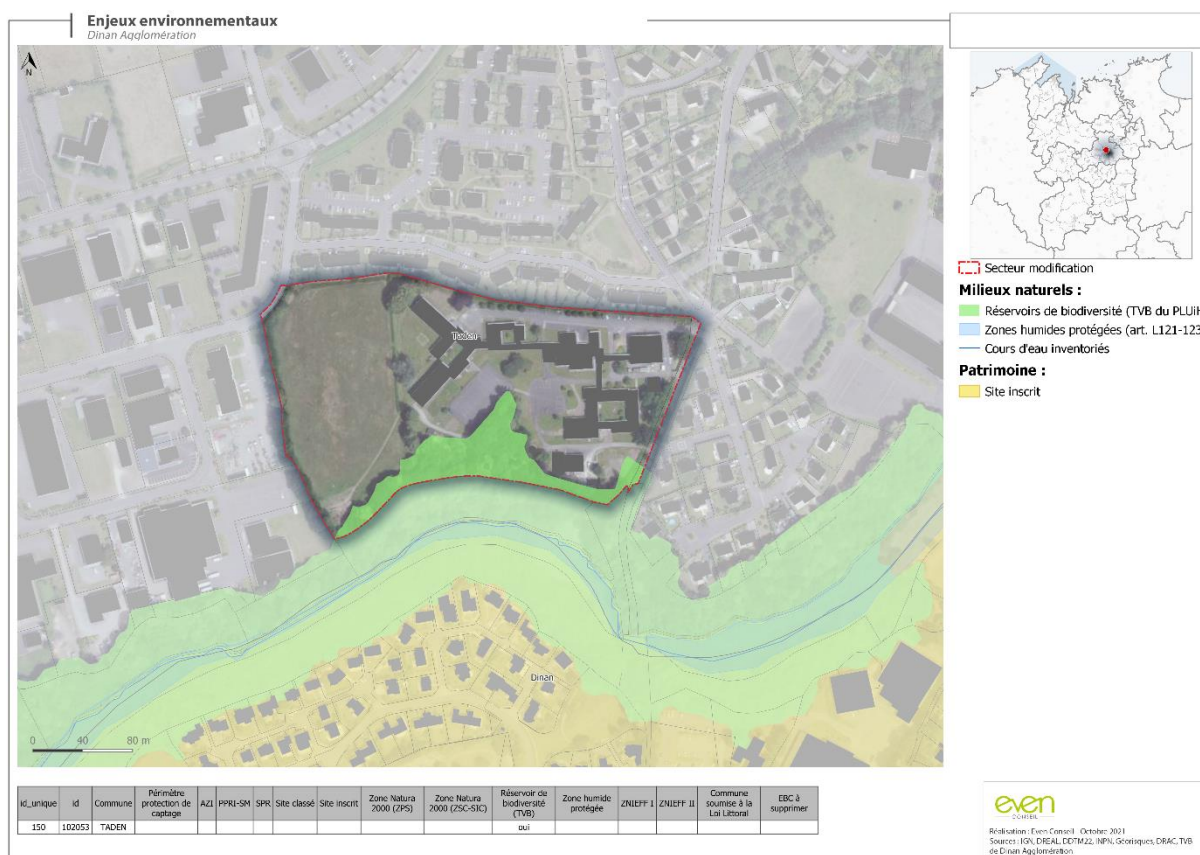 Enjeux environnementaux
Dinan Agglomération
N
Taden
Dinan
0 40 80 m
Secteur modification
Milieux naturels :
Réservoirs de biodiversité (TVB du PLUiH
Zones humides protégées (art. L121-123
Cours d'eau inventoriés
Patrimoine :
Site inscrit
id_unique id Commune Périmètre protection de captage AZI PPRI-SM SPR Site classé Site inscrit Zone Natura 2000 (ZPS) Zone Natura 2000 (ZSC-SIC) Réservoir de biodiversité (TVB) Zone humide protégée ZNIEFF I ZNIEFF II Commune soumise à la Loi Littoral EBC à supprimer
150 102053 TADEN oui
even
CONSEIL
Réalisation : Even Conseil Octobre 2021
Sources : IGN, DREAL, DDTM22, INPN, Géorisques, DRAC, TVB
de Dinan Agglomération